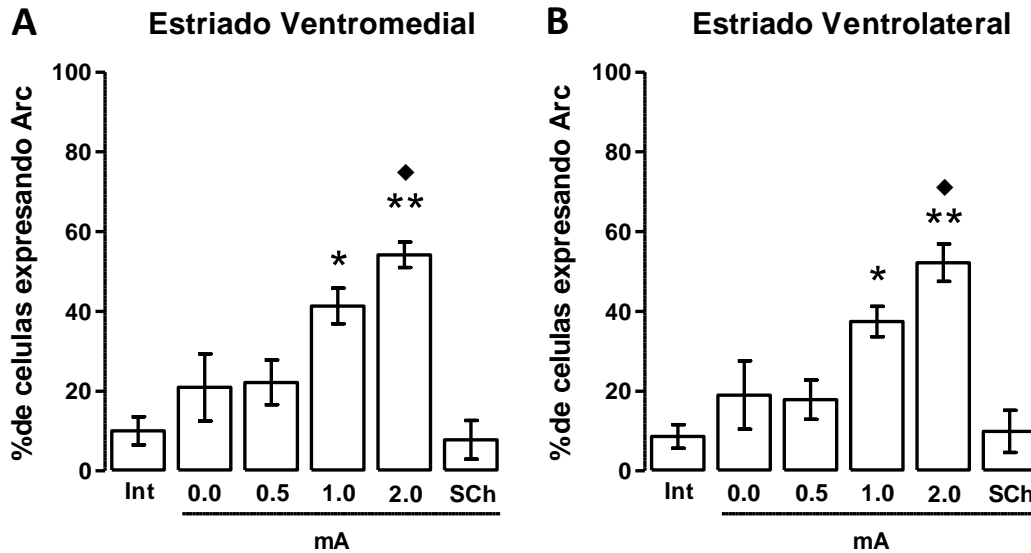 A Estriado Ventromedial
%de celulas expresando Arc
100
80
60
40
20
0
*
**
◆
Int 0.0 0.5 1.0 2.0 SCh
mA
B Estriado Ventrolateral
%de celulas expresando Arc
100
80
60
40
20
0
*
**
◆
Int 0.0 0.5 1.0 2.0 SCh
mA